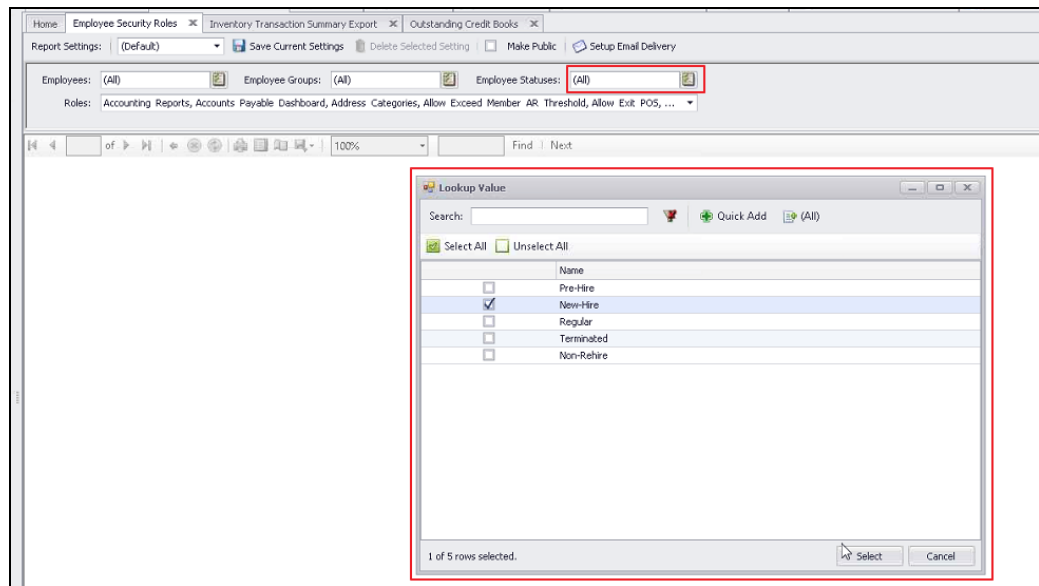 Home Employee Security Roles Inventory Transaction Summary Export Outstanding Credit Books
Report Settings: (Default) Save Current Settings Delete Selected Setting Make Public Setup Email Delivery
Employees: (All) Employee Groups: (All) Employee Statuses: (All)
Roles: Accounting Reports, Accounts Payable Dashboard, Address Categories, Allow Exceed Member AR Threshold, Allow Exit POS, ...
of 100% Find | Next
Lookup Value
Search: Quick Add (All)
Select All Unselect All
Name
Pre-Hire
New-Hire
Regular
Terminated
Non-Rehire
1 of 5 rows selected. Select Cancel